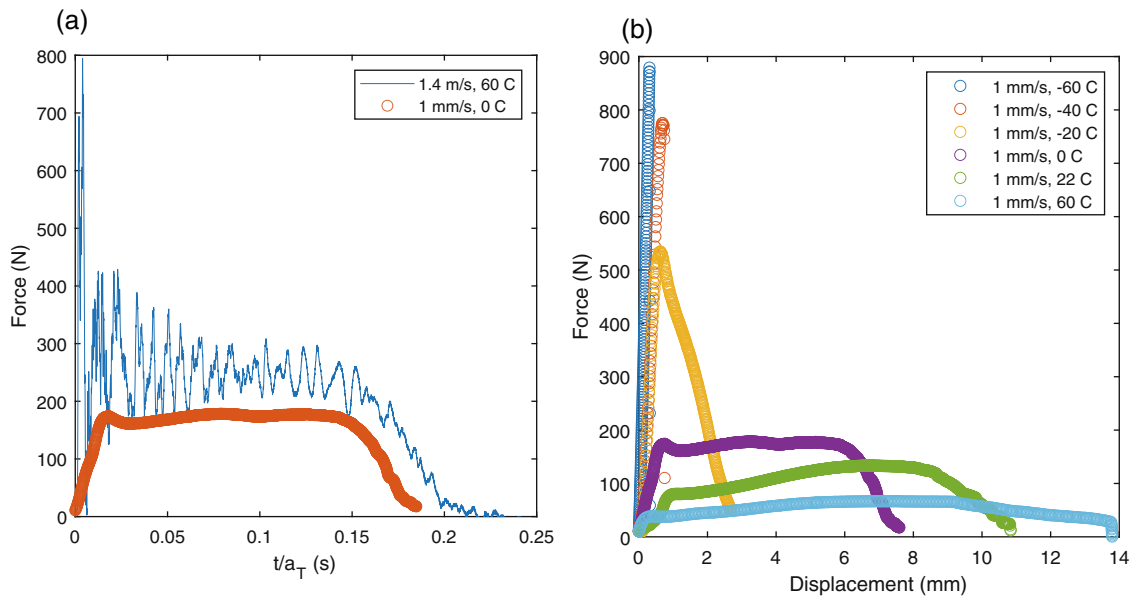 (a)
800
700
600
500
400
300
200
100
0
Force (N)
0
0.05
0.1
0.15
0.2
0.25
t/a_T (s)
1.4 m/s, 60 C
1 mm/s, 0 C
(b)
900
800
700
600
500
400
300
200
100
0
Force (N)
0
2
4
6
8
10
12
14
Displacement (mm)
1 mm/s, -60 C
1 mm/s, -40 C
1 mm/s, -20 C
1 mm/s, 0 C
1 mm/s, 22 C
1 mm/s, 60 C